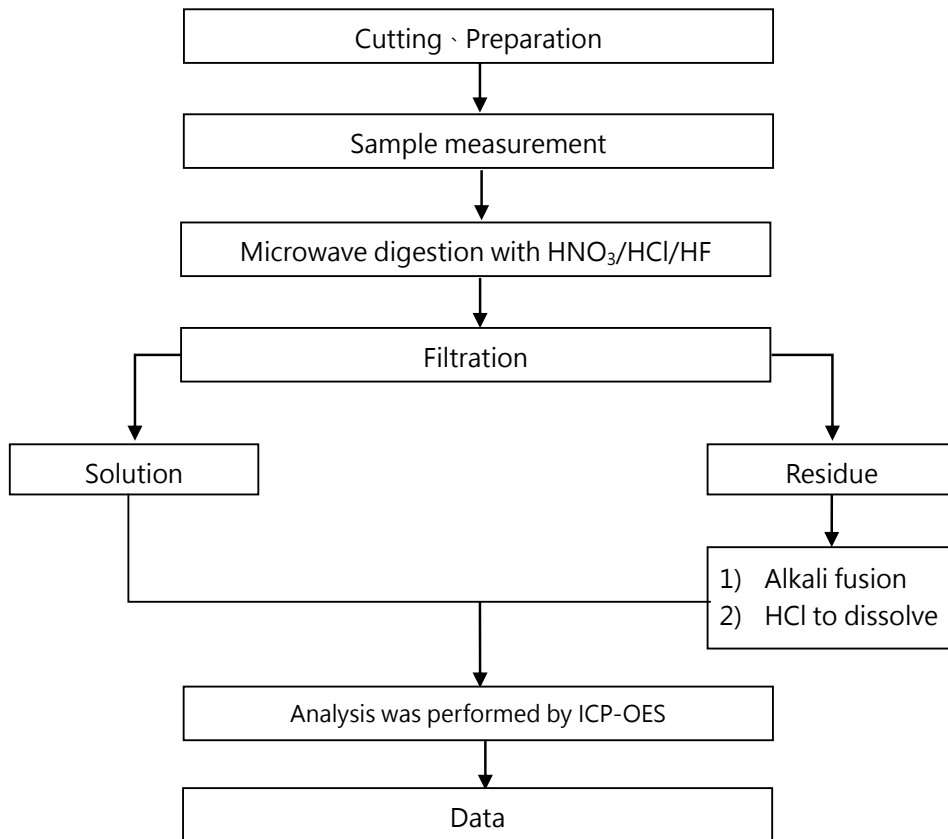 Cutting、Preparation
Sample measurement
Microwave digestion with HNO₃/HCl/HF
Filtration
Solution
Residue
1) Alkali fusion
2) HCl to dissolve
Analysis was performed by ICP-OES
Data